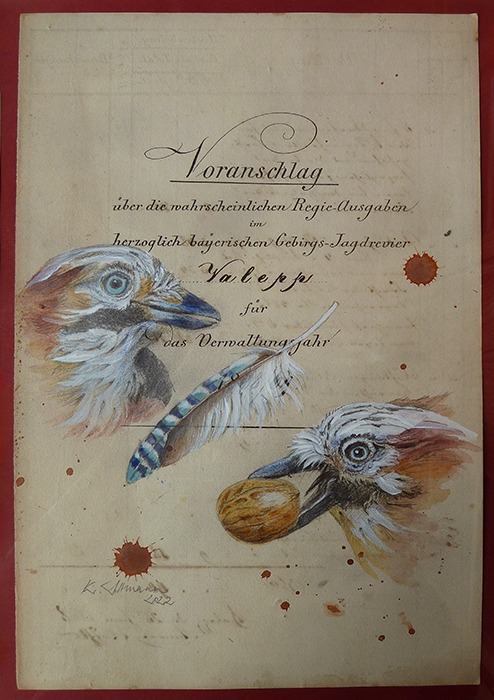 Voranschlag
über die wahrscheinlichen Regie-Ausgaben
im
herzoglich bayerischen Gebirgs-Jagdrevier
Valepp
für
das Verwaltungsjahr
K.
2022